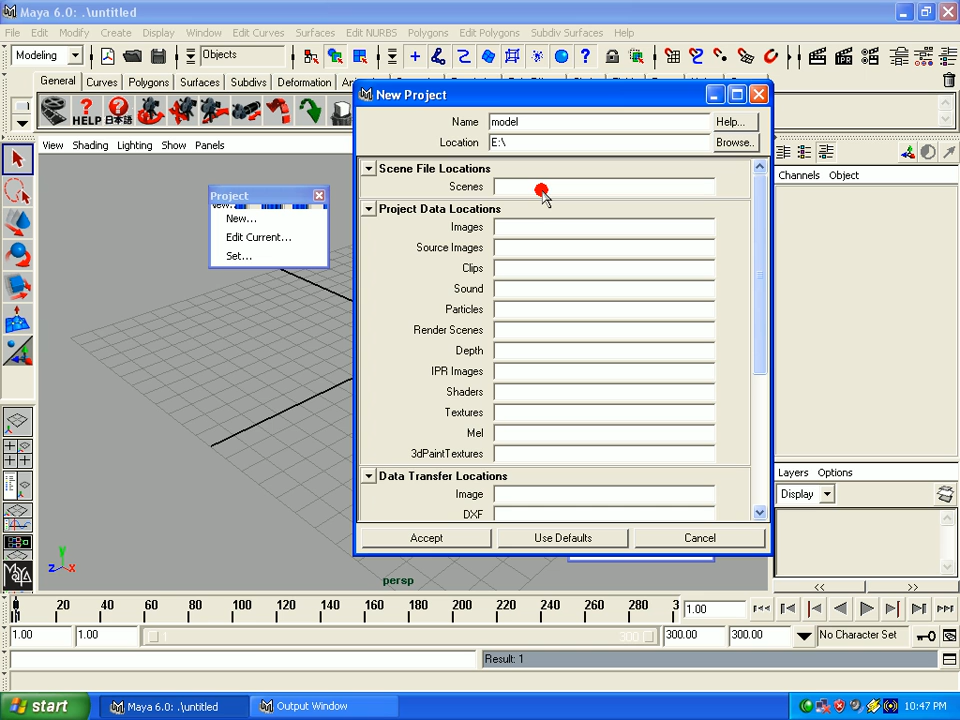 Maya 6.0: .\untitled
File Edit Modify Create Display Window Edit Curves Surfaces Edit NURBS Polygons Edit Polygons Subdiv Surfaces Help
Modeling Objects
General Curves Polygons Surfaces Subdivs Deformation
HELP 日本語
View Shading Lighting Show Panels
Project
New...
Edit Current...
Set...
New Project
Name model Help...
Location E:\ Browse..
Scene File Locations
Scenes
Project Data Locations
Images
Source Images
Clips
Sound
Particles
Render Scenes
Depth
IPR Images
Shaders
Textures
Mel
3dPaintTextures
Data Transfer Locations
Image
DXF
Accept Use Defaults Cancel
Channels Object
Layers Options
Display
<< >>
y
z x
persp
MAYA
20 40 60 80 100 120 140 160 180 200 220 240 260 280 3
1.00
1.00 1.00 1 300 300.00 300.00 No Character Set
Result: 1
start Maya 6.0: .\untitled Output Window 10:47 PM